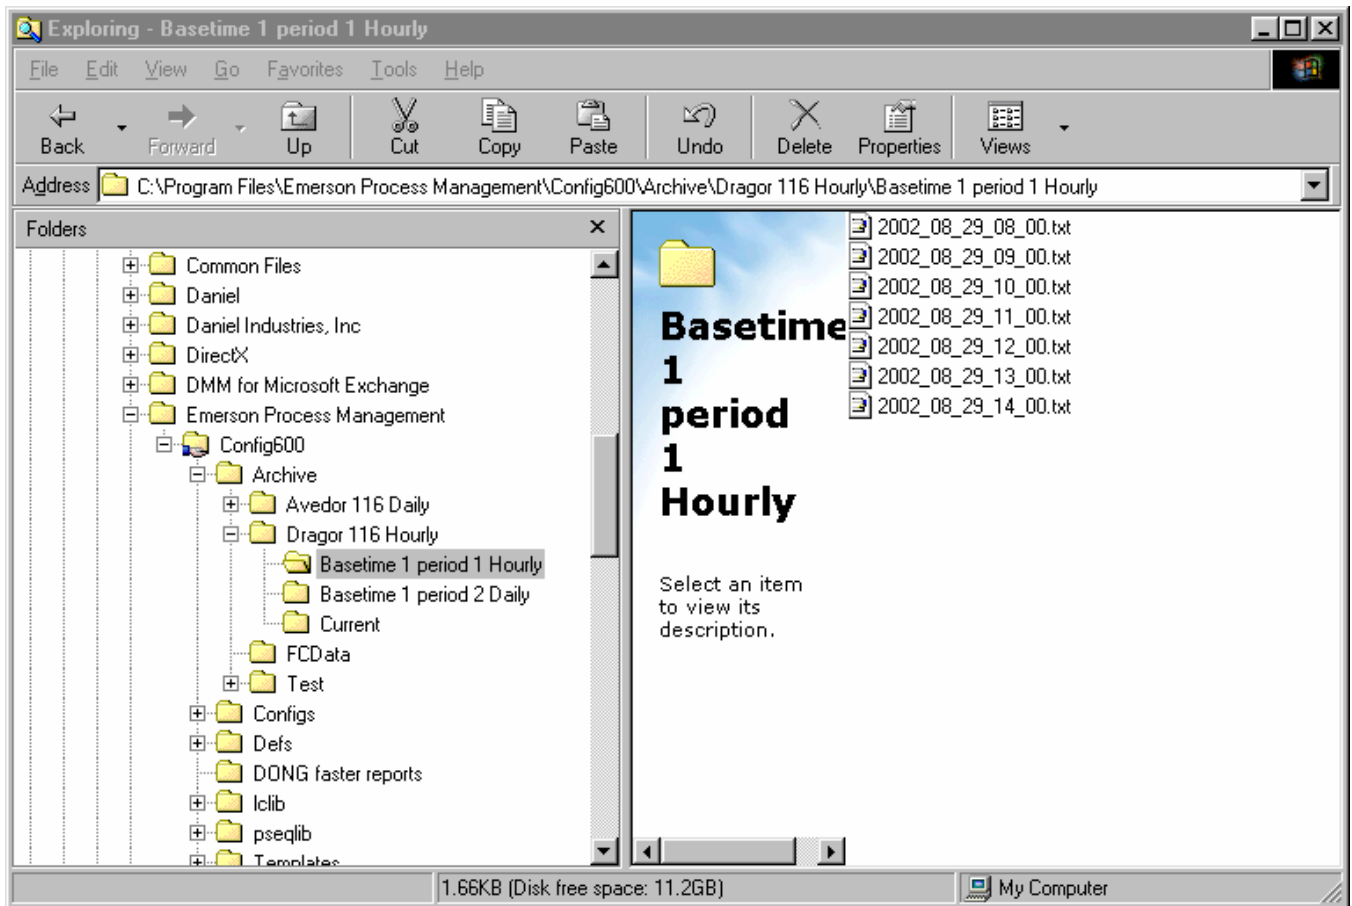 Exploring - Basetime 1 period 1 Hourly
File Edit View Go Favorites Tools Help
Back Forward Up Cut Copy Paste Undo Delete Properties Views
Address C:\Program Files\Emerson Process Management\Config600\Archive\Dragor 116 Hourly\Basetime 1 period 1 Hourly
Folders
Common Files
Daniel
Daniel Industries, Inc
DirectX
DMM for Microsoft Exchange
Emerson Process Management
Config600
Archive
Avedor 116 Daily
Dragor 116 Hourly
Basetime 1 period 1 Hourly
Basetime 1 period 2 Daily
Current
FCData
Test
Configs
Defs
DONG faster reports
lclib
pseqlib
Templates
Basetime
1
period
1
Hourly
Select an item
to view its
description.
2002_08_29_08_00.txt
2002_08_29_09_00.txt
2002_08_29_10_00.txt
2002_08_29_11_00.txt
2002_08_29_12_00.txt
2002_08_29_13_00.txt
2002_08_29_14_00.txt
1.66KB (Disk free space: 11.2GB) My Computer